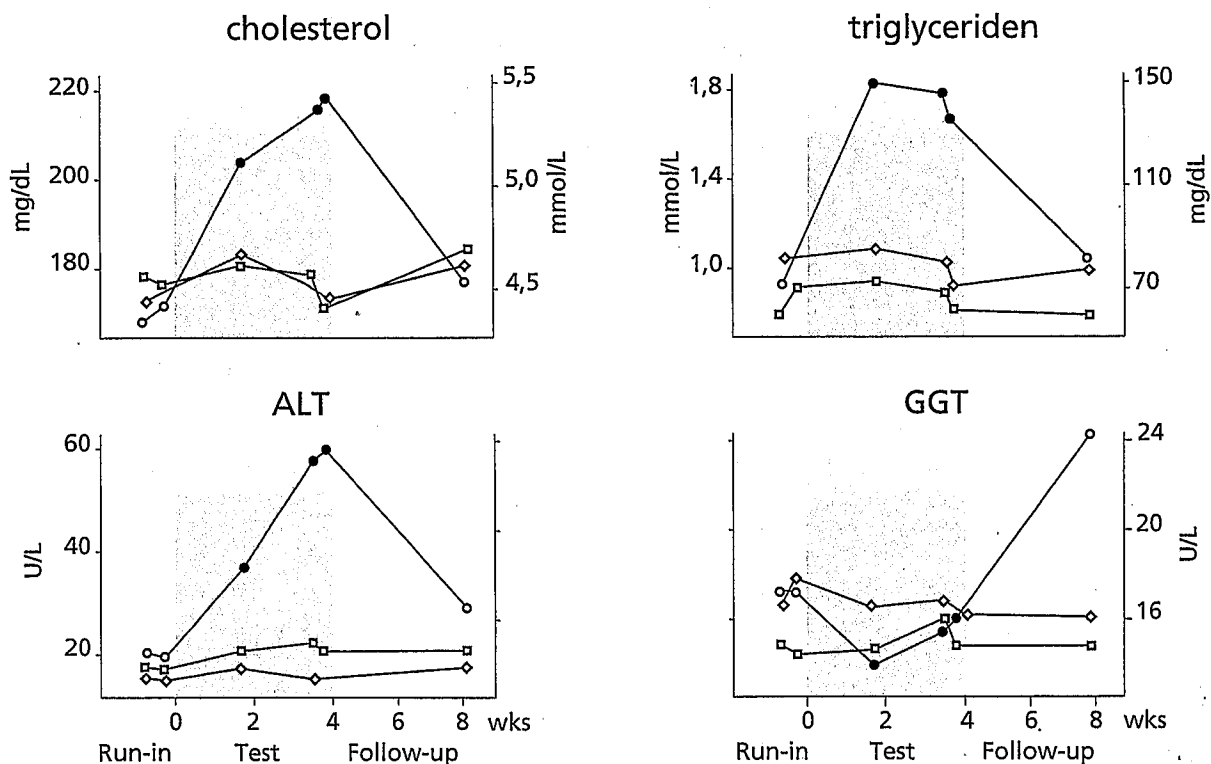 cholesterol
220
200
180
mg/dL
5,5
5,0
4,5
mmol/L
triglyceriden
1,8
1,4
1,0
mmol/L
150
110
70
mg/dL
ALT
60
40
20
U/L
0 2 4 6 8 wks
Run-in Test Follow-up
GGT
24
20
16
U/L
0 2 4 6 8 wks
Run-in Test Follow-up